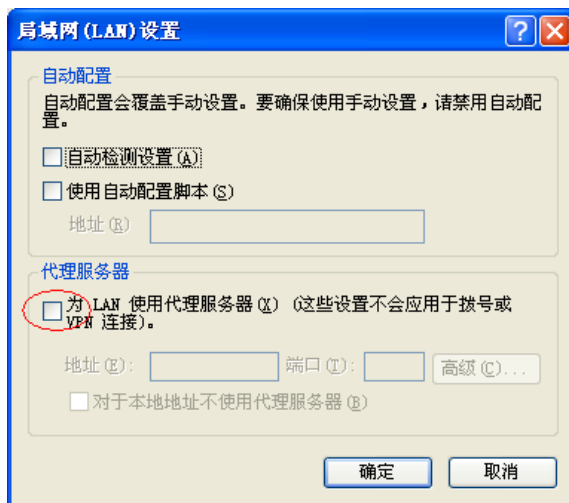 局域网(LAN)设置
自动配置
自动配置会覆盖手动设置。要确保使用手动设置，请禁用自动配
置。
自动检测设置(A)
使用自动配置脚本(S)
地址(R)
代理服务器
为 LAN 使用代理服务器(X) (这些设置不会应用于拨号或
VPN 连接)。
地址(E): 端口(T): 高级(C)...
对于本地地址不使用代理服务器(B)
确定 取消